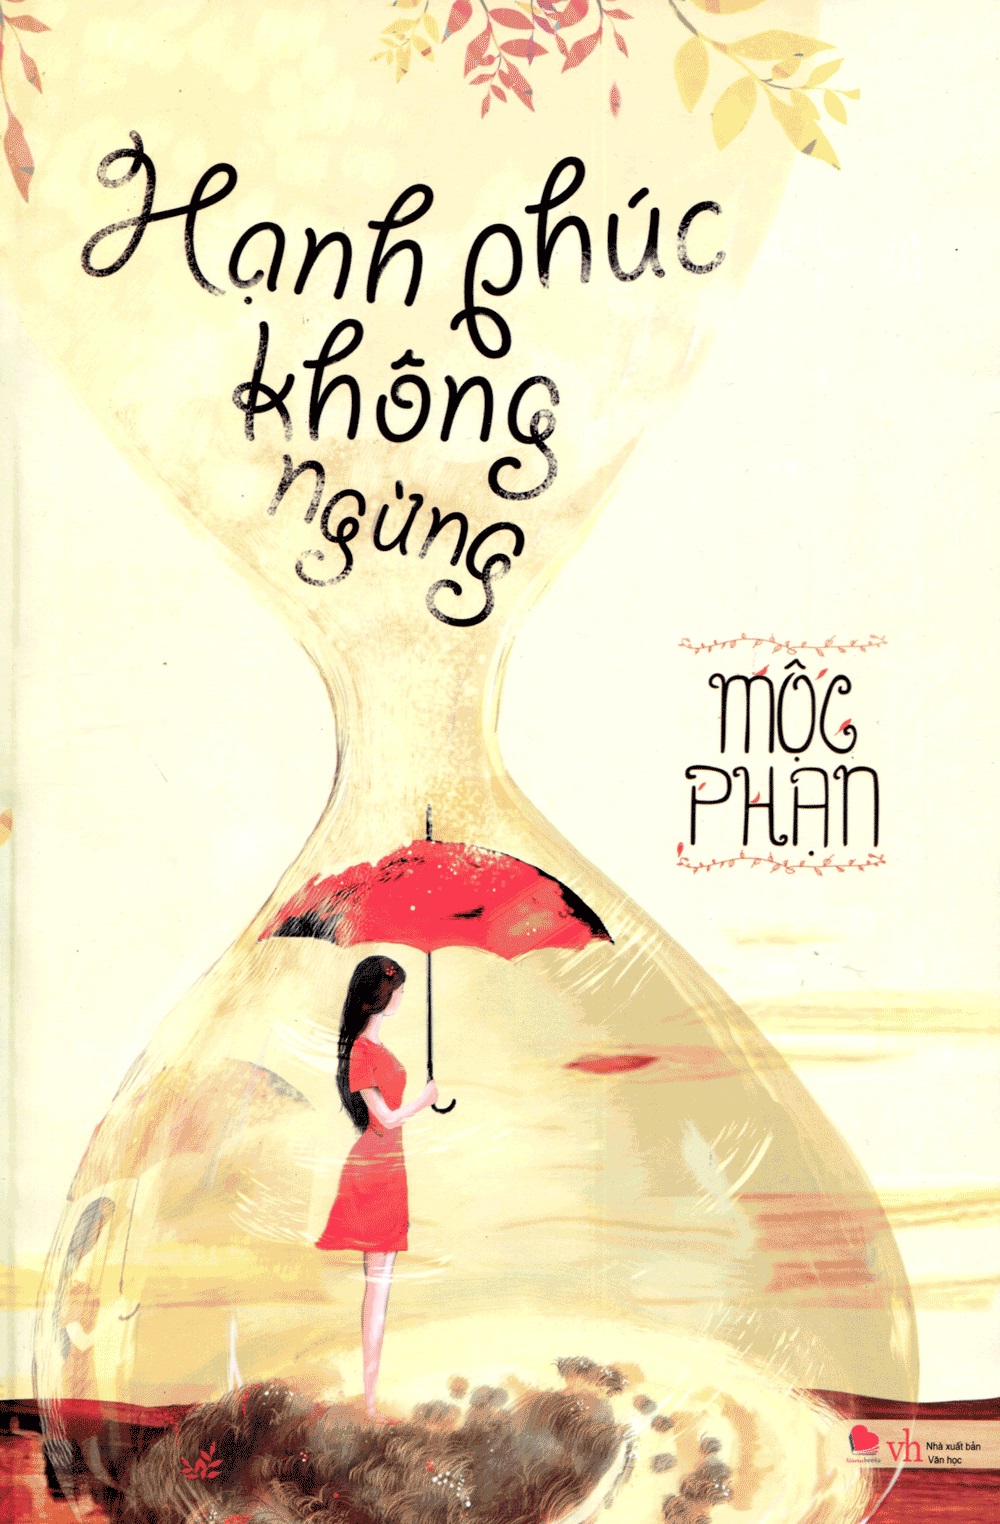 Hạnh phúc
không
ngừng
MỘC
PHẠN
vh
Nhà xuất bản
Văn học